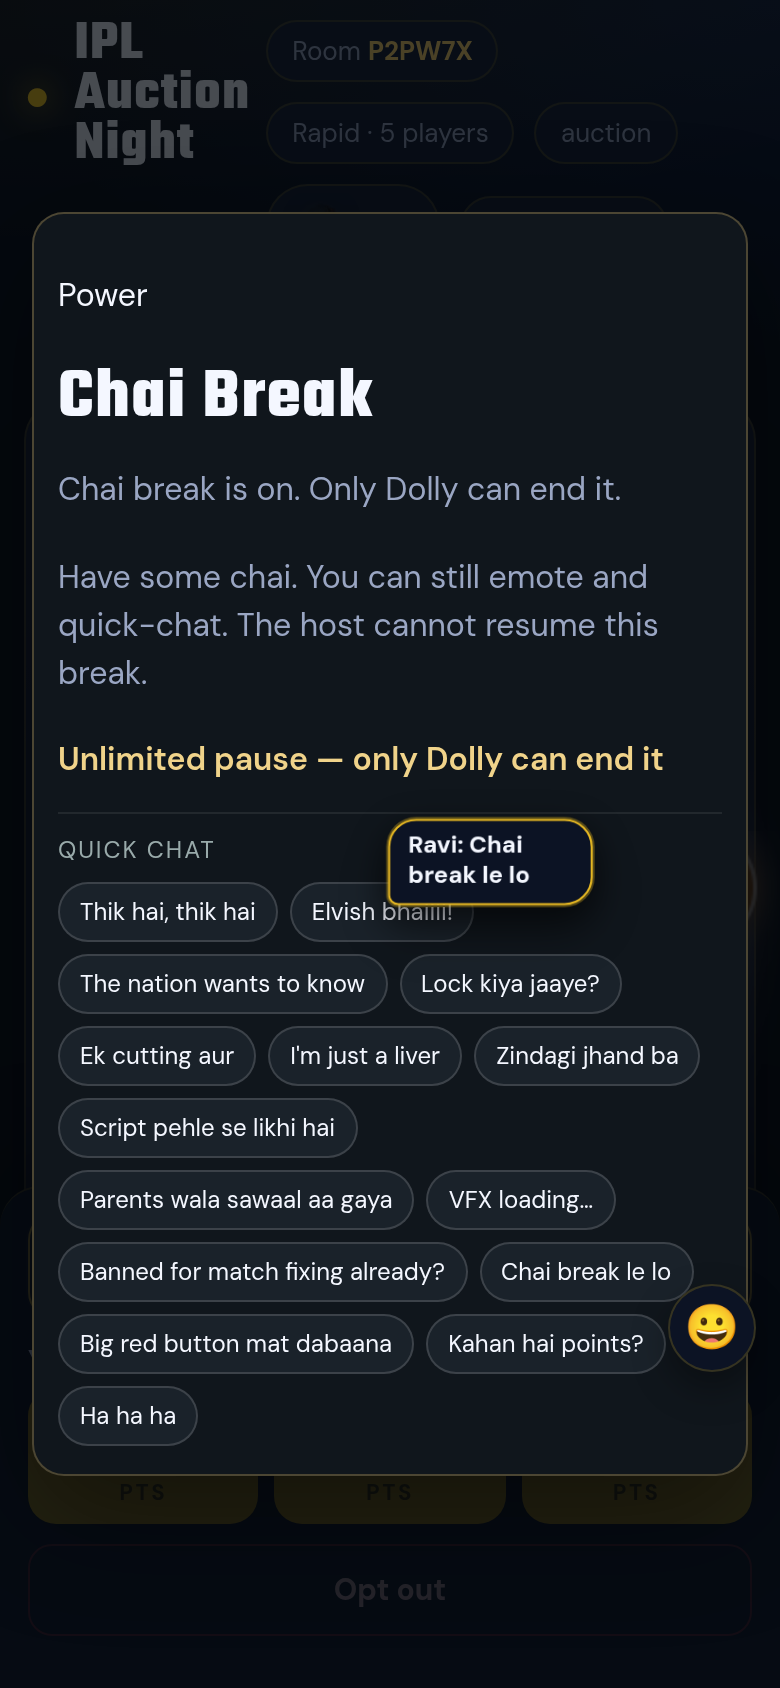 IPL
Auction
Night
Room P2PW7X
Rapid · 5 players
auction
Power
Chai Break
Chai break is on. Only Dolly can end it.
Have some chai. You can still emote and
quick-chat. The host cannot resume this
break.
Unlimited pause — only Dolly can end it
QUICK CHAT
Ravi: Chai
break le lo
Thik hai, thik hai
Elvish bhaiiii!
The nation wants to know
Lock kiya jaaye?
Ek cutting aur
I'm just a liver
Zindagi jhand ba
Script pehle se likhi hai
Parents wala sawaal aa gaya
VFX loading...
Banned for match fixing already?
Chai break le lo
Big red button mat dabaana
Kahan hai points?
Ha ha ha
PTS
PTS
PTS
Opt out